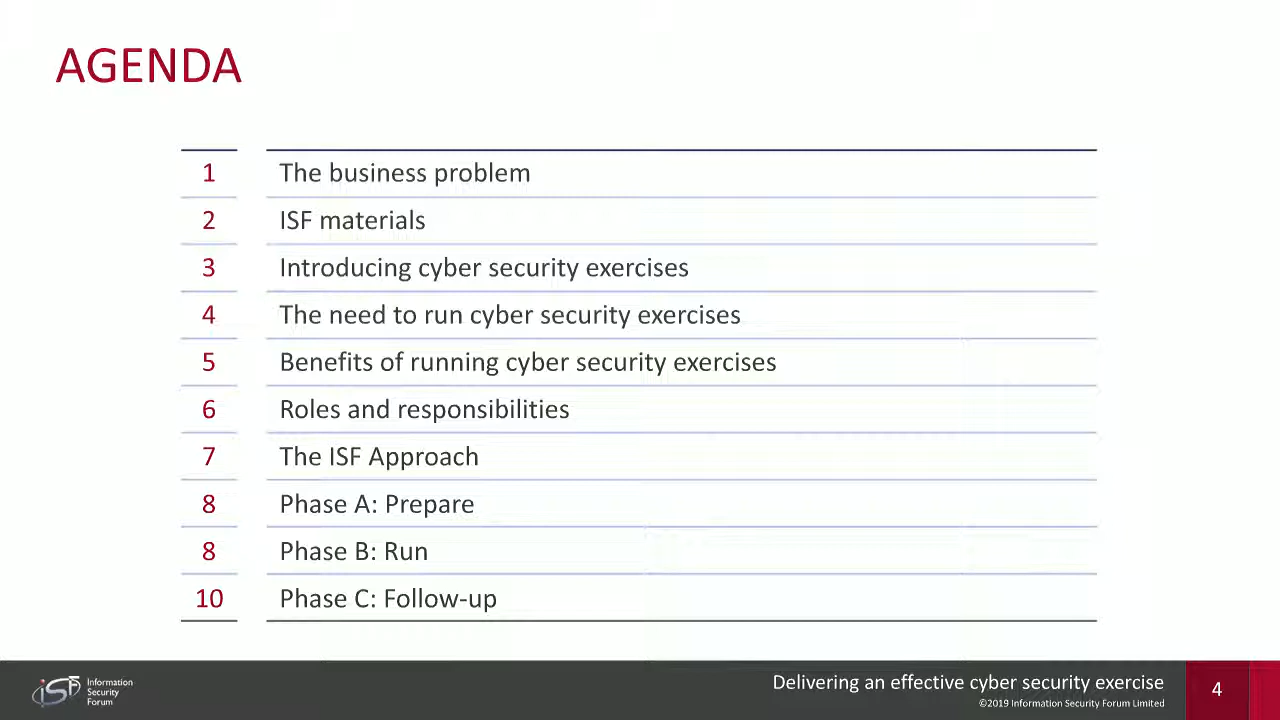 AGENDA
1 The business problem
2 ISF materials
3 Introducing cyber security exercises
4 The need to run cyber security exercises
5 Benefits of running cyber security exercises
6 Roles and responsibilities
7 The ISF Approach
8 Phase A: Prepare
8 Phase B: Run
10 Phase C: Follow-up
iSF Information
Security
Forum
Delivering an effective cyber security exercise
©2019 Information Security Forum Limited
4